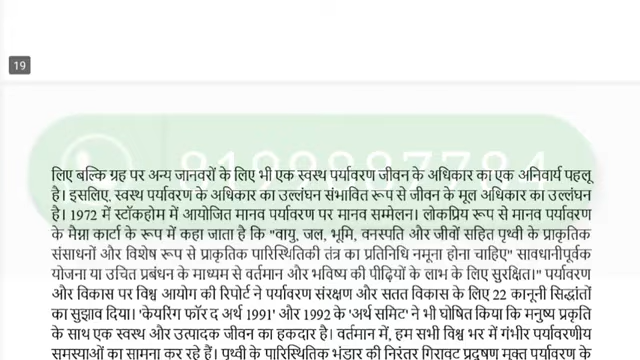 19
लिए बल्कि ग्रह पर अन्य जानवरों के लिए भी एक स्वस्थ पर्यावरण जीवन के अधिकार का एक अनिवार्य पहलू
है। इसलिए, स्वस्थ पर्यावरण के अधिकार का उल्लंघन संभावित रूप से जीवन के मूल अधिकार का उल्लंघन
है। 1972 में स्टॉकहोम में आयोजित मानव पर्यावरण पर मानव सम्मेलन। लोकप्रिय रूप से मानव पर्यावरण
के मैग्ना कार्टा के रूप में कहा जाता है कि "वायु, जल, भूमि, वनस्पति और जीवों सहित पृथ्वी के प्राकृतिक
संसाधनों और विशेष रूप से प्राकृतिक पारिस्थितिकी तंत्र का प्रतिनिधि नमूना होना चाहिए" सावधानीपूर्वक
योजना या उचित प्रबंधन के माध्यम से वर्तमान और भविष्य की पीढ़ियों के लाभ के लिए सुरक्षित।" पर्यावरण
और विकास पर विश्व आयोग की रिपोर्ट ने पर्यावरण संरक्षण और सतत विकास के लिए 22 कानूनी सिद्धांतों
का सुझाव दिया। 'केयरिंग फॉर द अर्थ 1991' और 1992 के 'अर्थ समिट' ने भी घोषित किया कि मनुष्य प्रकृति
के साथ एक स्वस्थ और उत्पादक जीवन का हकदार है। वर्तमान में, हम सभी विश्व भर में गंभीर पर्यावरणीय
समस्याओं का सामना कर रहे हैं। पृथ्वी के पारिस्थितिक भंडार की निरंतर गिरावट प्रदूषण मुक्त पर्यावरण के